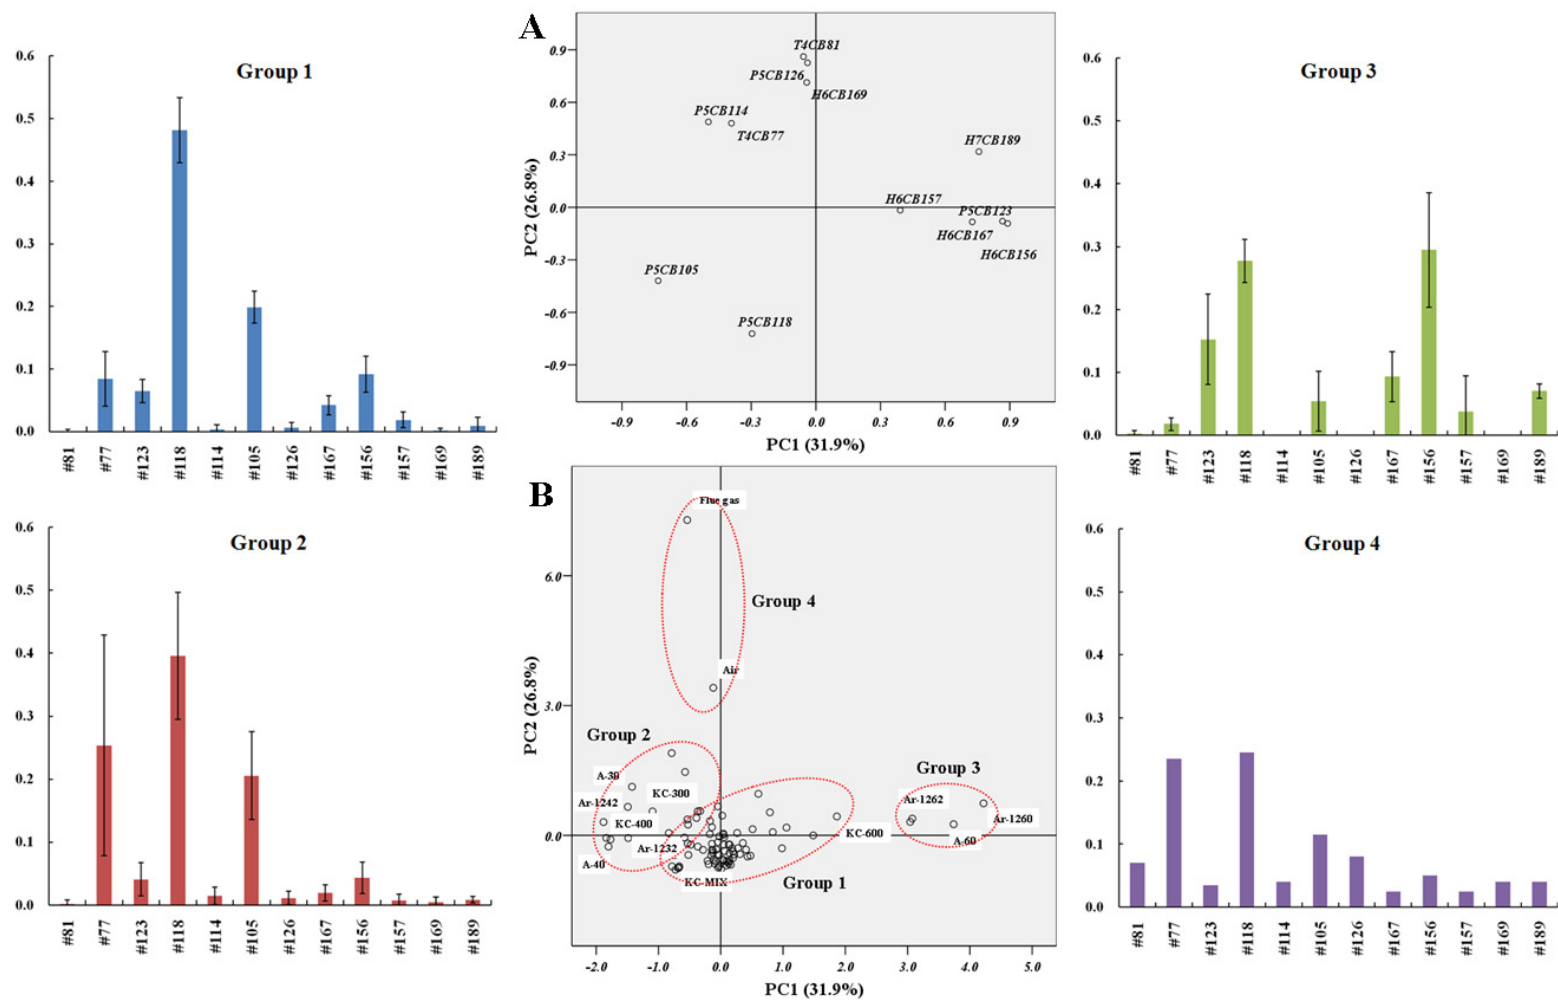 Group 1
0.6
0.5
0.4
0.3
0.2
0.1
0.0
#81
#77
#123
#118
#114
#105
#126
#167
#156
#157
#169
#189
Group 2
0.6
0.5
0.4
0.3
0.2
0.1
0.0
#81
#77
#123
#118
#114
#105
#126
#167
#156
#157
#169
#189
A
PC2 (26.8%)
0.9
0.6
0.3
0.0
-0.3
-0.6
-0.9
T4CB81
P5CB126
H6CB169
P5CB114
T4CB77
H7CB189
H6CB157
P5CB123
H6CB167
H6CB156
P5CB105
P5CB118
-0.9
-0.6
-0.3
0.0
0.3
0.6
0.9
PC1 (31.9%)
B
PC2 (26.8%)
6.0
3.0
0.0
Flue gas
Group 4
Air
Group 2
A-30
KC-300
Ar-1242
KC-400
Ar-1232
A-40
KC-MIX
Group 1
KC-600
Group 3
Ar-1262
Ar-1260
A-60
-2.0
-1.0
0.0
1.0
2.0
3.0
4.0
5.0
PC1 (31.9%)
Group 3
0.6
0.5
0.4
0.3
0.2
0.1
0.0
#81
#77
#123
#118
#114
#105
#126
#167
#156
#157
#169
#189
Group 4
0.6
0.5
0.4
0.3
0.2
0.1
0.0
#81
#77
#123
#118
#114
#105
#126
#167
#156
#157
#169
#189